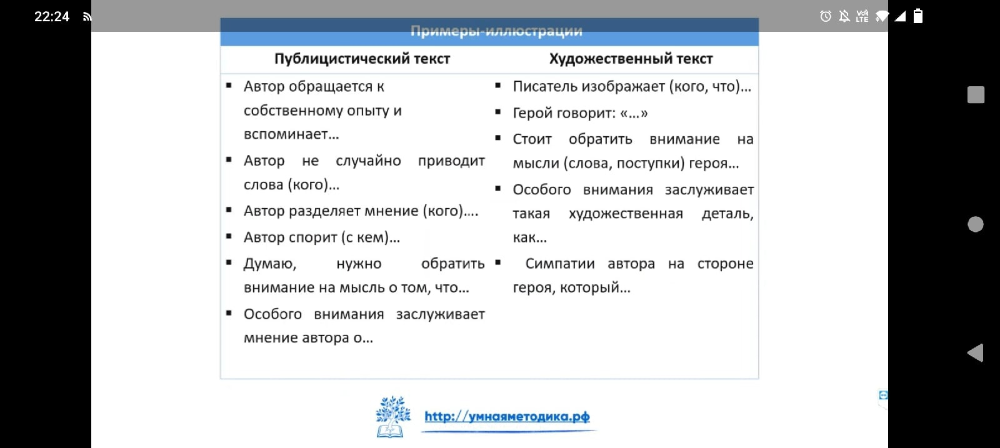 22:24
VoLTE
Примеры-иллюстрации
Публицистический текст
Автор обращается к
собственному опыту и
вспоминает...
Автор не случайно приводит
слова (кого)...
Автор разделяет мнение (кого)....
Автор спорит (с кем)...
Думаю, нужно обратить
внимание на мысль о том, что...
Особого внимания заслуживает
мнение автора о...
Художественный текст
Писатель изображает (кого, что)...
Герой говорит: «...»
Стоит обратить внимание на
мысли (слова, поступки) героя...
Особого внимания заслуживает
такая художественная деталь,
как...
Симпатии автора на стороне
героя, который...
http://умнаяметодика.рф